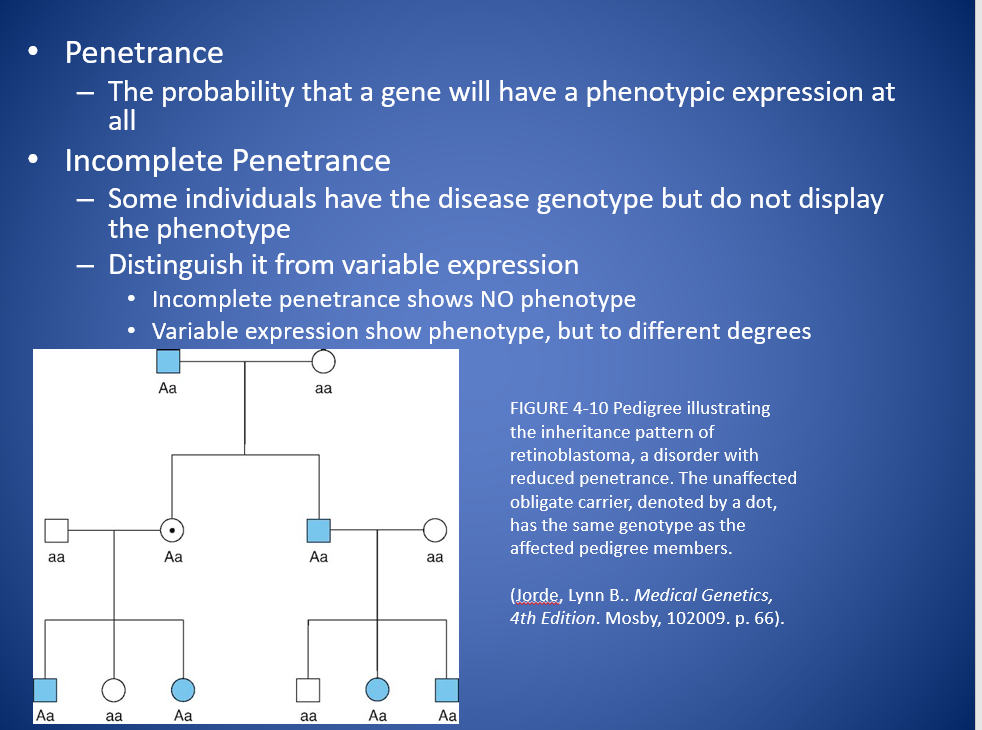 • Penetrance
– The probability that a gene will have a phenotypic expression at
all
• Incomplete Penetrance
– Some individuals have the disease genotype but do not display
the phenotype
– Distinguish it from variable expression
• Incomplete penetrance shows NO phenotype
• Variable expression show phenotype, but to different degrees
Aa aa
aa Aa Aa aa
Aa aa Aa aa Aa Aa
FIGURE 4-10 Pedigree illustrating
the inheritance pattern of
retinoblastoma, a disorder with
reduced penetrance. The unaffected
obligate carrier, denoted by a dot,
has the same genotype as the
affected pedigree members.
(Jorde, Lynn B.. Medical Genetics,
4th Edition. Mosby, 102009. p. 66).